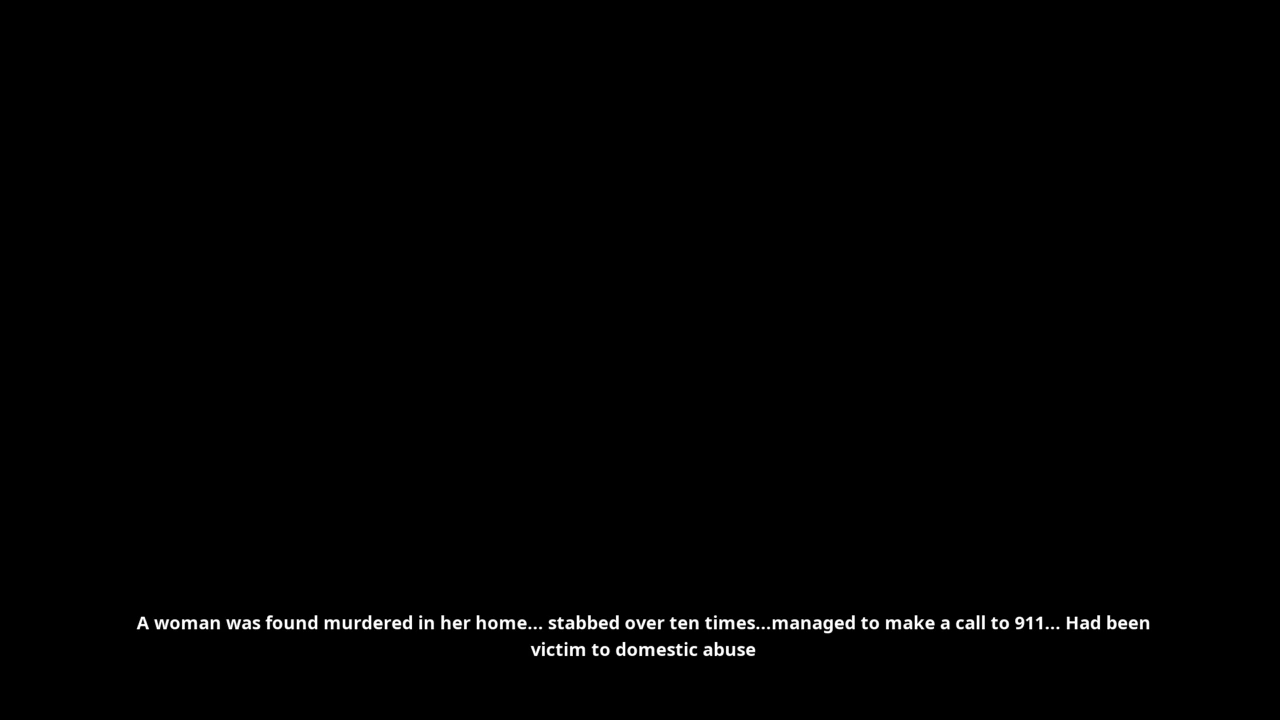 A woman was found murdered in her home... stabbed over ten times...managed to make a call to 911... Had been
victim to domestic abuse